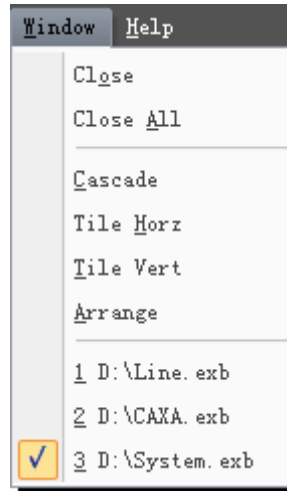 Window Help
Close
Close All
Cascade
Tile Horz
Tile Vert
Arrange
1 D:\Line.exb
2 D:\CAXA.exb
3 D:\System.exb